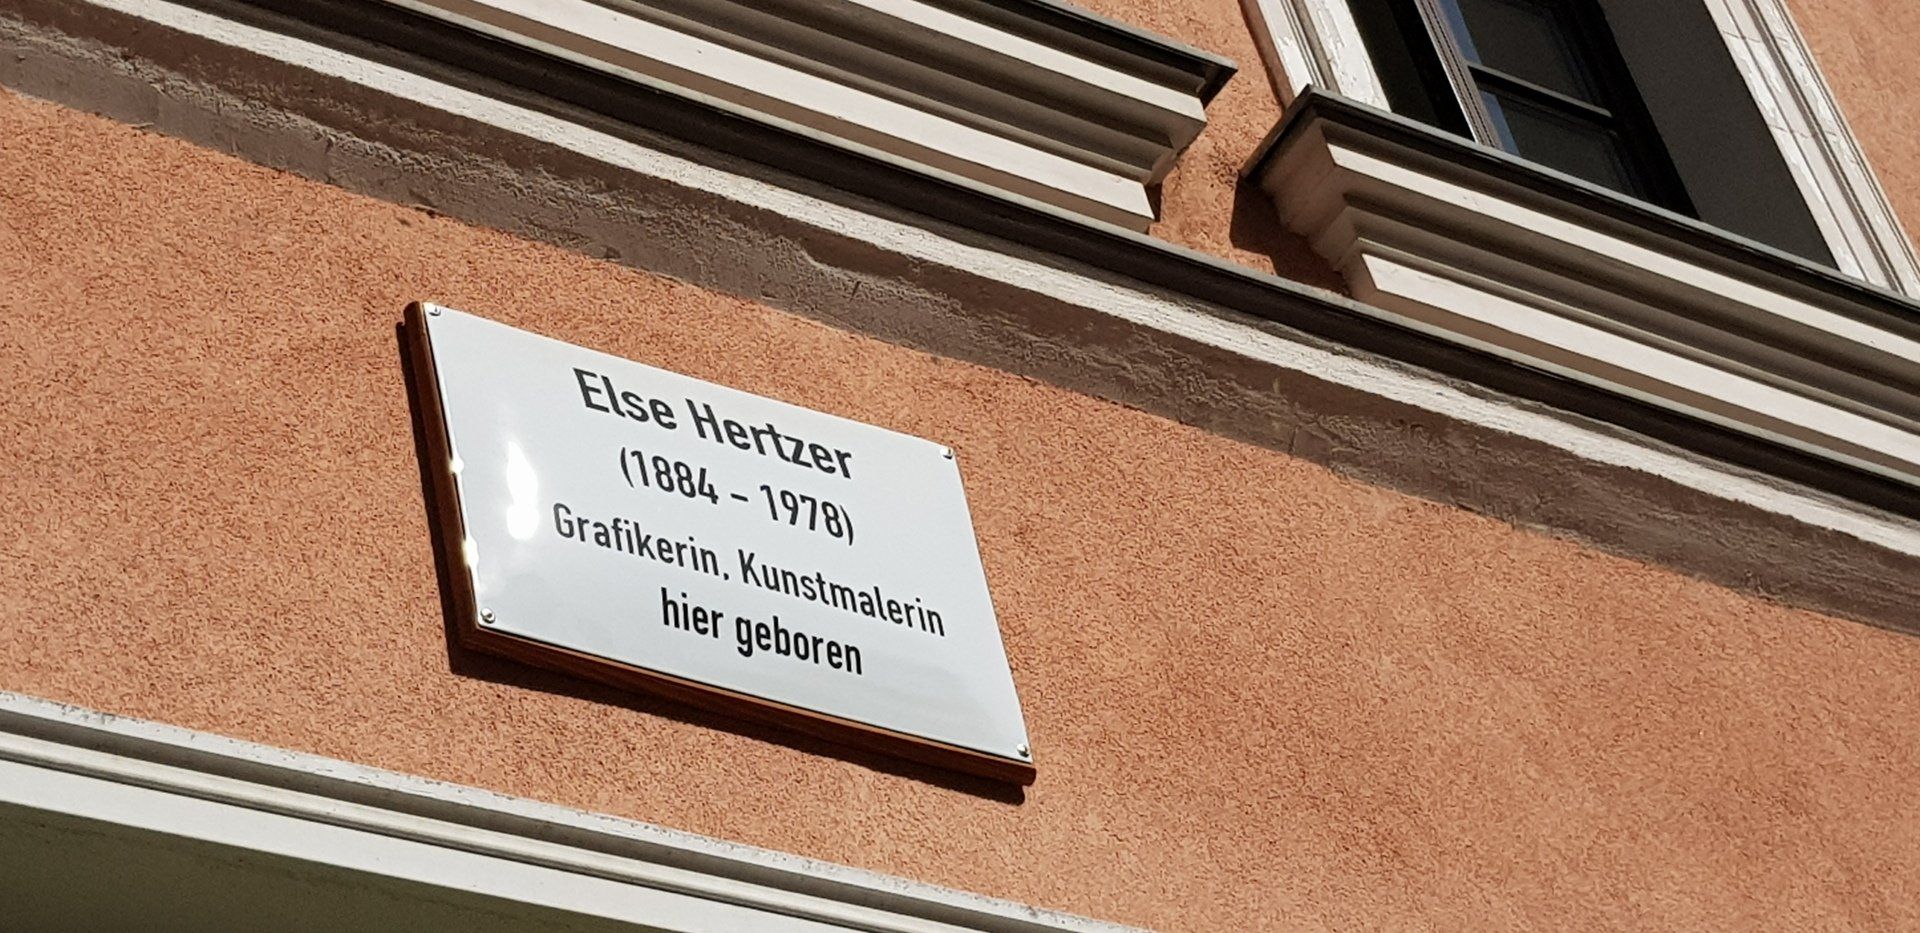 Else Hertzer
(1884 – 1978)
Grafikerin, Kunstmalerin
hier geboren